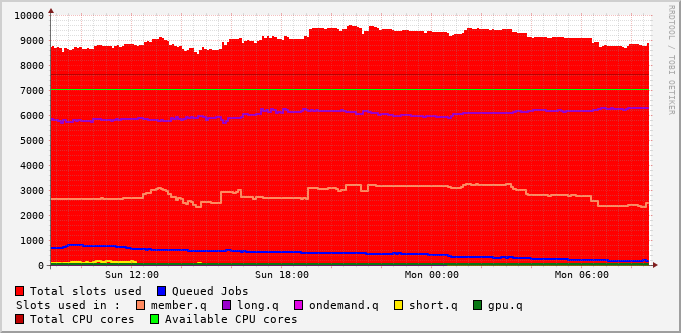 RRDTOOL / TOBI OETIKER
10000
9000
8000
7000
6000
5000
4000
3000
2000
1000
0
Sun 12:00 Sun 18:00 Mon 00:00 Mon 06:00
Total slots used Queued Jobs
Slots used in : member.q long.q ondemand.q short.q gpu.q
Total CPU cores Available CPU cores